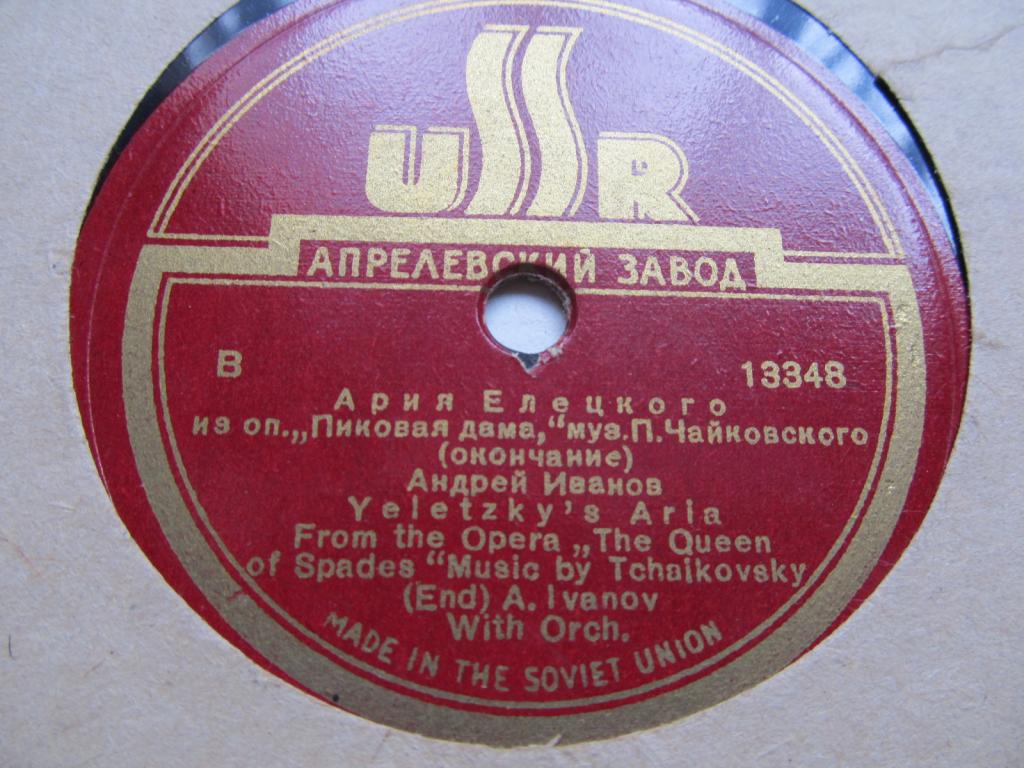 USSR
АПРЕЛЕВСКИЙ ЗАВОД
В 13348
Ария Елецкого
из оп.„Пиковая дама,“муз.П.Чайковского
(окончание)
Андрей Иванов
Yeletzky's Aria
From the Opera „The Queen
of Spades “Music by Tchaikovsky
(End) A. Ivanov
With Orch.
MADE IN THE SOVIET UNION